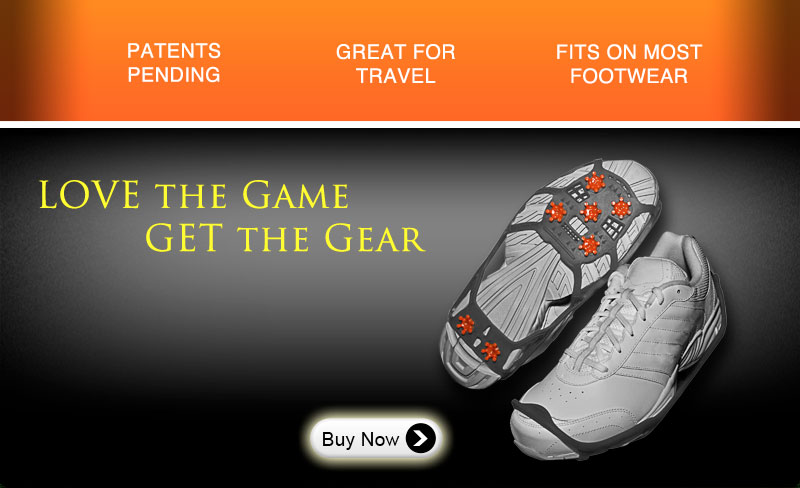 PATENTS
PENDING
GREAT FOR
TRAVEL
FITS ON MOST
FOOTWEAR
LOVE THE GAME
GET THE GEAR
Buy Now